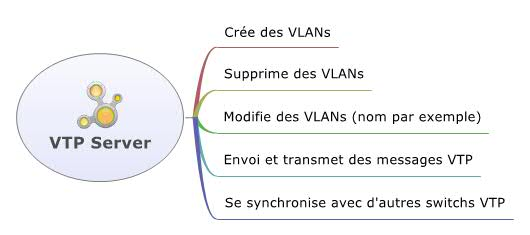 Crée des VLANs
Supprime des VLANs
Modifie des VLANs (nom par exemple)
VTP Server
Envoi et transmet des messages VTP
Se synchronise avec d'autres switchs VTP